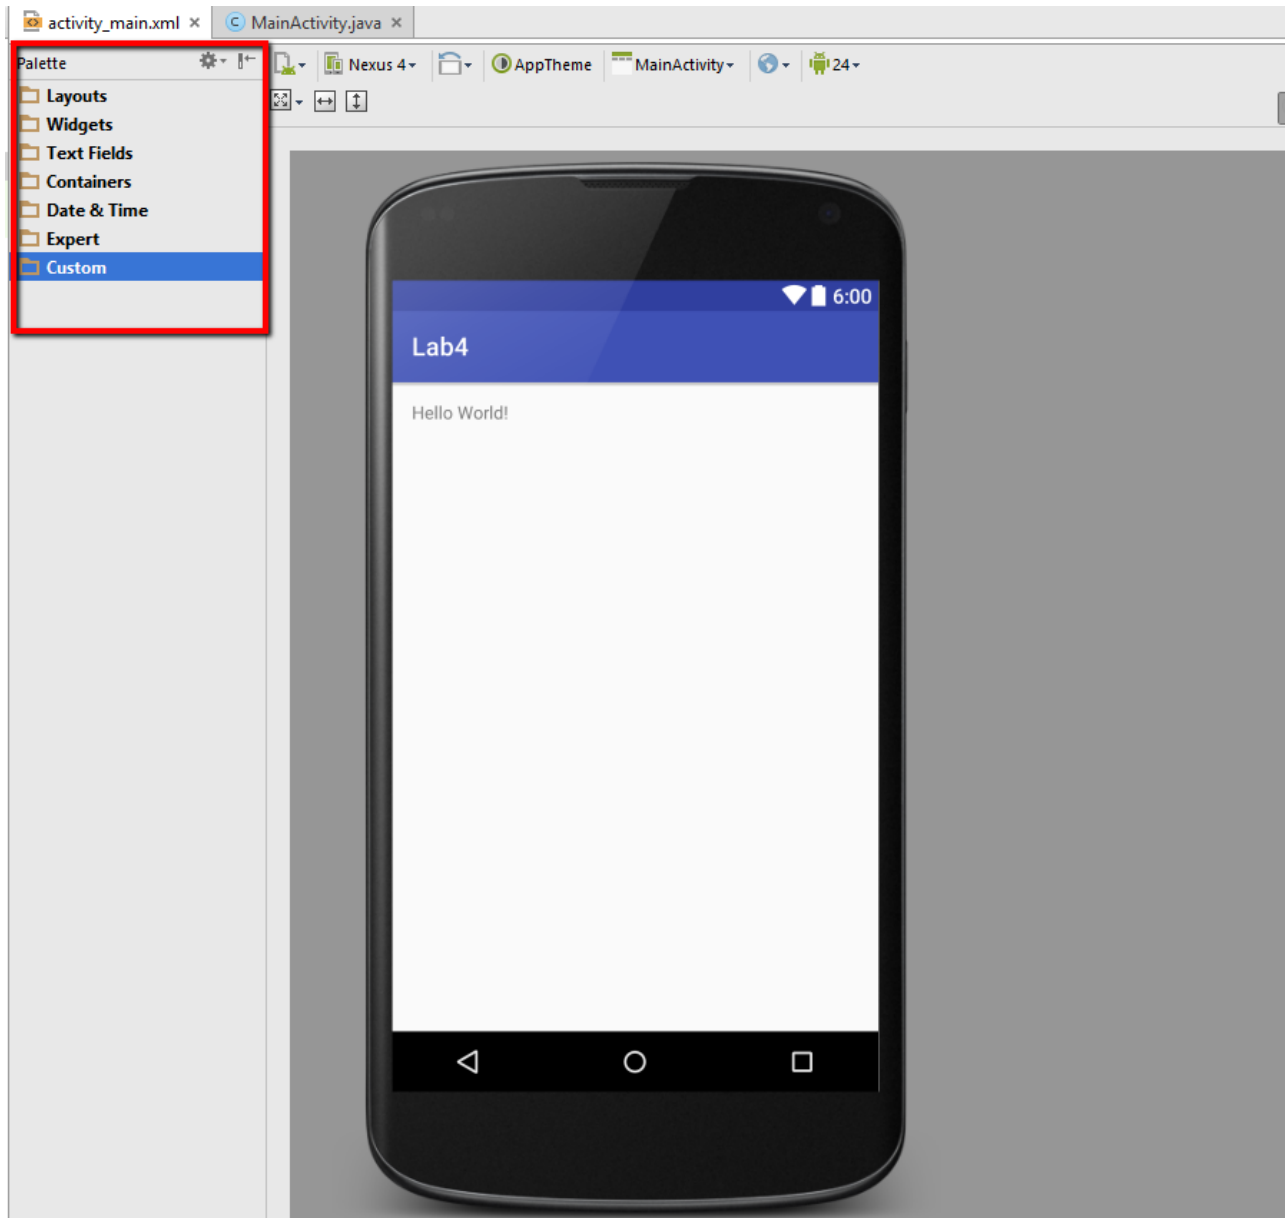 activity_main.xml
C MainActivity.java
Palette
Nexus 4
AppTheme
MainActivity
24
Layouts
Widgets
Text Fields
Containers
Date & Time
Expert
Custom
6:00
Lab4
Hello World!